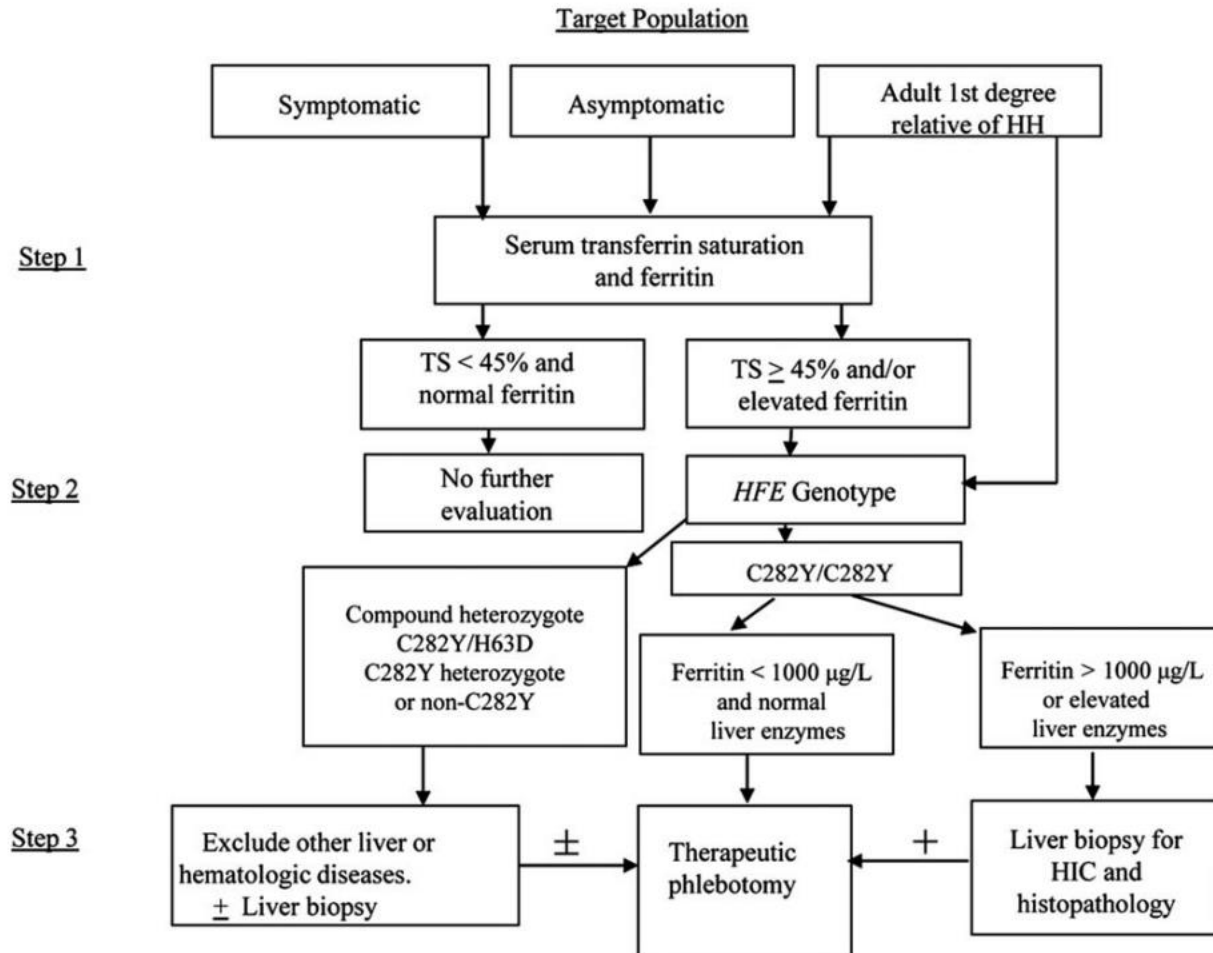 Target Population
Symptomatic
Asymptomatic
Adult 1st degree
relative of HH
Step 1
Serum transferrin saturation
and ferritin
TS < 45% and
normal ferritin
TS ≥ 45% and/or
elevated ferritin
Step 2
No further
evaluation
HFE Genotype
C282Y/C282Y
Compound heterozygote
C282Y/H63D
C282Y heterozygote
or non-C282Y
Ferritin < 1000 µg/L
and normal
liver enzymes
Ferritin > 1000 µg/L
or elevated
liver enzymes
Step 3
Exclude other liver or
hematologic diseases.
± Liver biopsy
±
Therapeutic
phlebotomy
+
Liver biopsy for
HIC and
histopathology